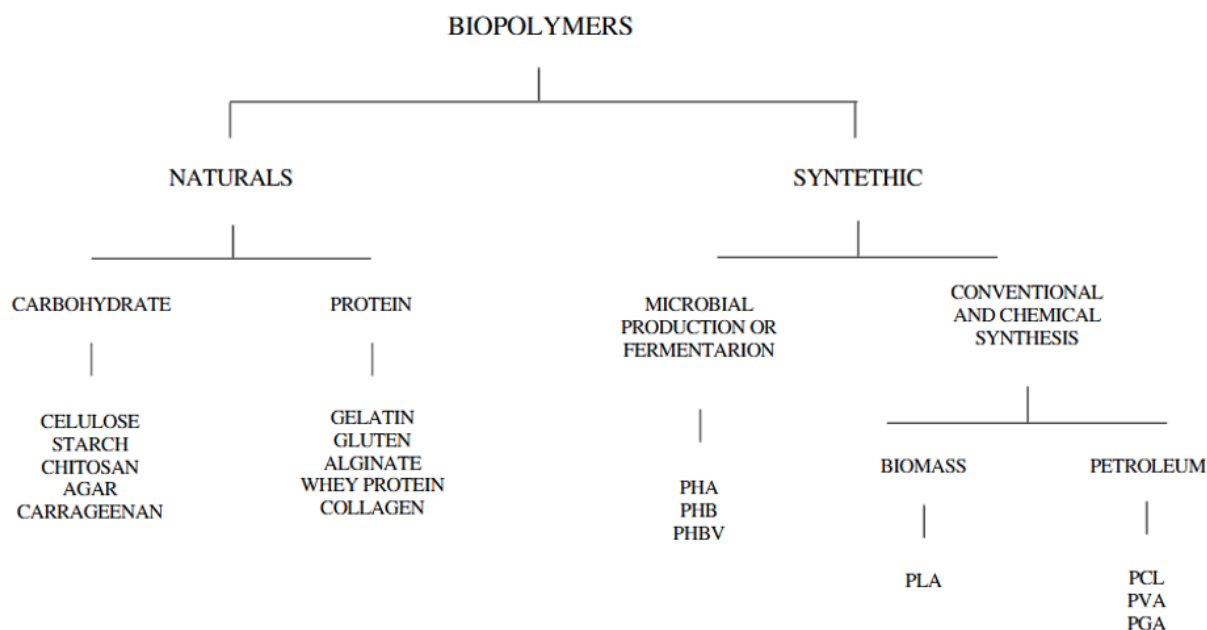 BIOPOLYMERS
NATURALS
SYNTETHIC
CARBOHYDRATE
PROTEIN
MICROBIAL
PRODUCTION OR
FERMENTARION
CONVENTIONAL
AND CHEMICAL
SYNTHESIS
CELULOSE
STARCH
CHITOSAN
AGAR
CARRAGEENAN
GELATIN
GLUTEN
ALGINATE
WHEY PROTEIN
COLLAGEN
PHA
PHB
PHBV
BIOMASS
PETROLEUM
PLA
PCL
PVA
PGA